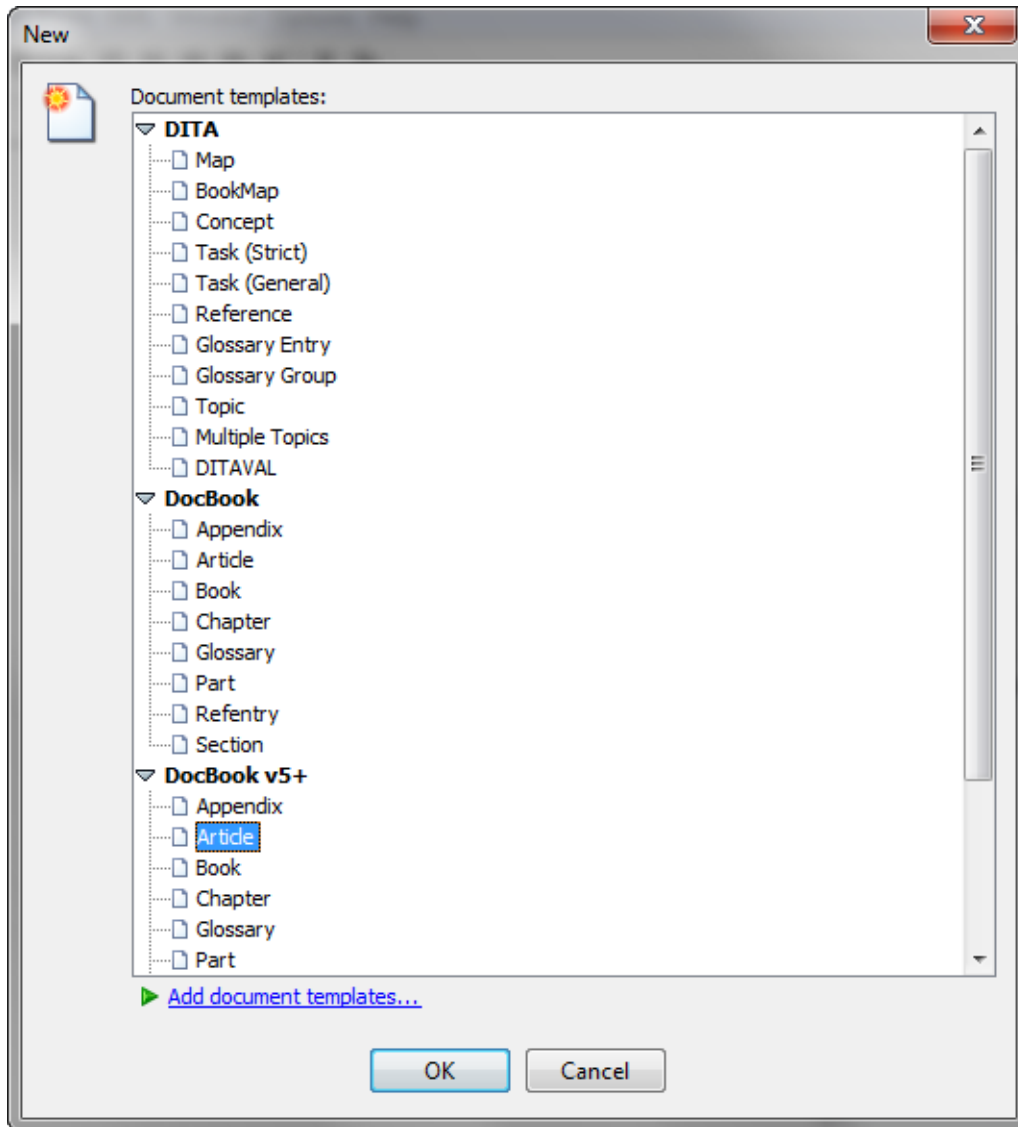 New
Document templates:
DITA
Map
BookMap
Concept
Task (Strict)
Task (General)
Reference
Glossary Entry
Glossary Group
Topic
Multiple Topics
DITAVAL
DocBook
Appendix
Article
Book
Chapter
Glossary
Part
Refentry
Section
DocBook v5+
Appendix
Article
Book
Chapter
Glossary
Part
Add document templates...
OK Cancel